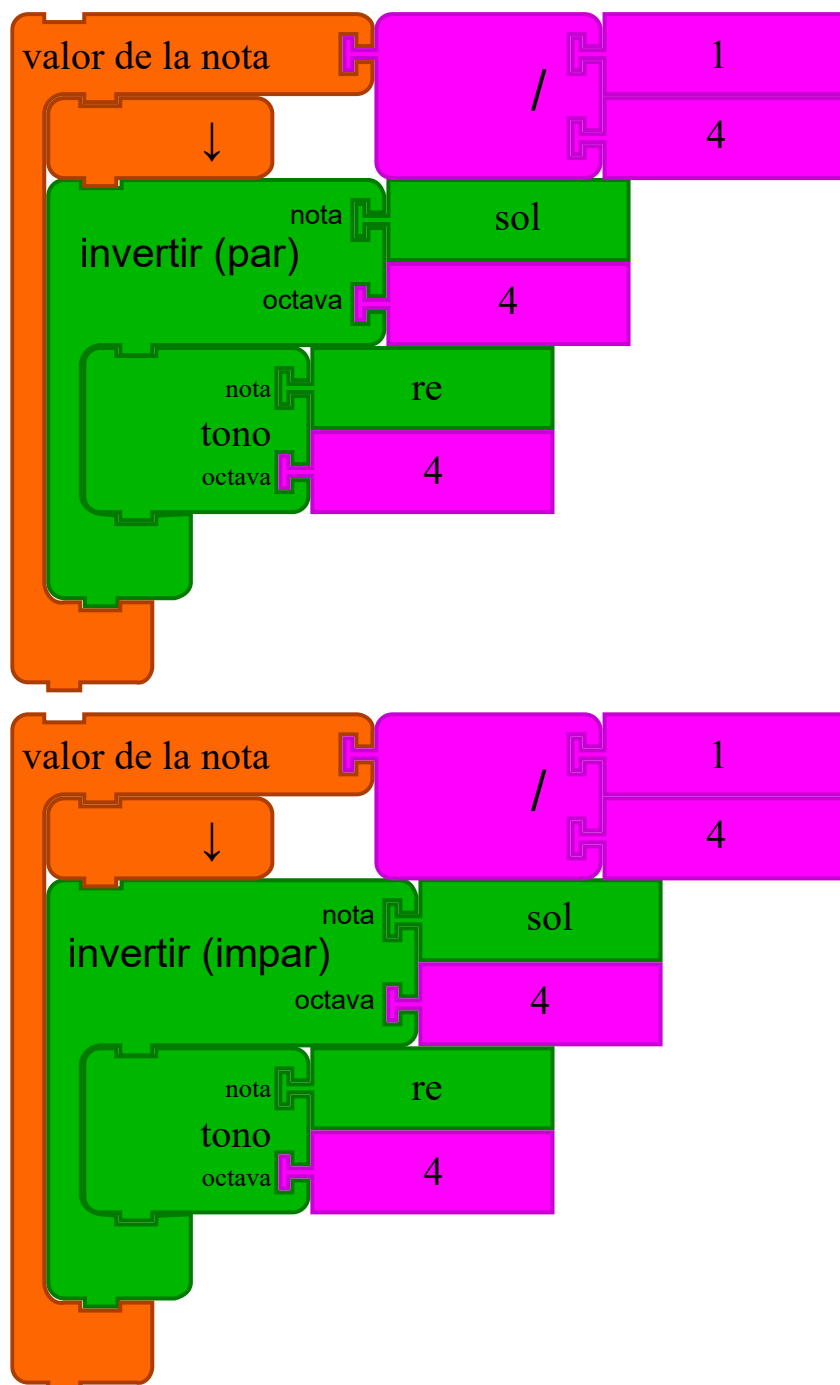 valor de la nota / 1
4
↓
nota sol
invertir (par)
octava 4
nota re
tono
octava 4
valor de la nota / 1
4
↓
nota sol
invertir (impar)
octava 4
nota re
tono
octava 4